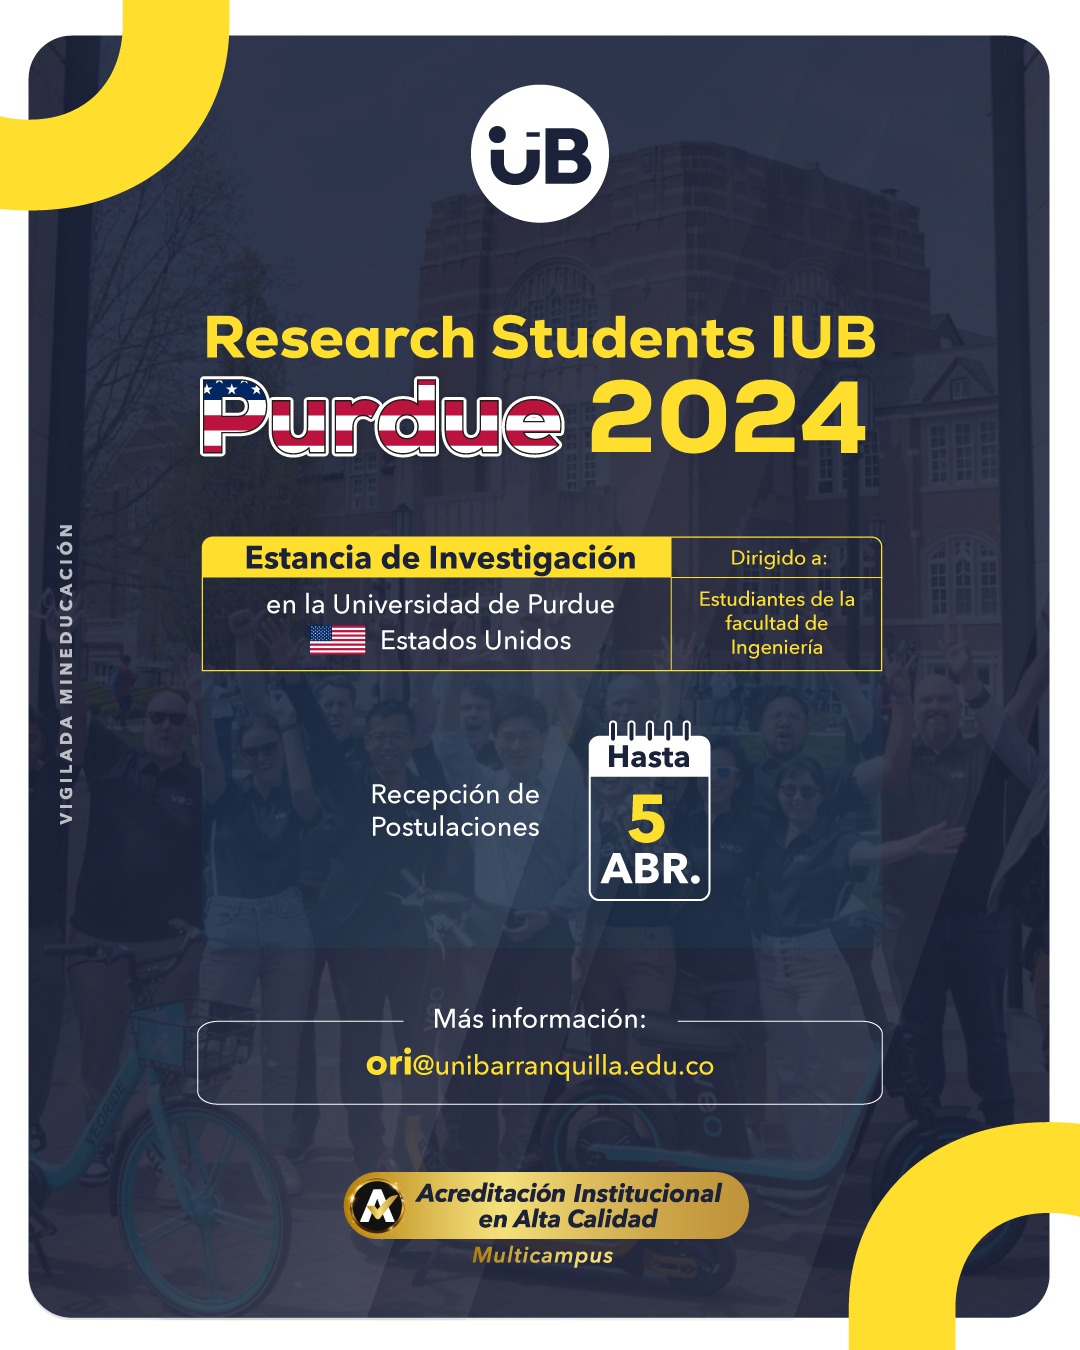 iUB
Research Students IUB
Purdue 2024
Estancia de Investigación
en la Universidad de Purdue
Estados Unidos
Dirigido a:
Estudiantes de la
facultad de
Ingeniería
Recepción de
Postulaciones
Hasta
5
ABR.
Más información:
ori@unibarranquilla.edu.co
Acreditación Institucional
en Alta Calidad
Multicampus
VIGILADA MINEDUCACIÓN
VEORIDE
veo